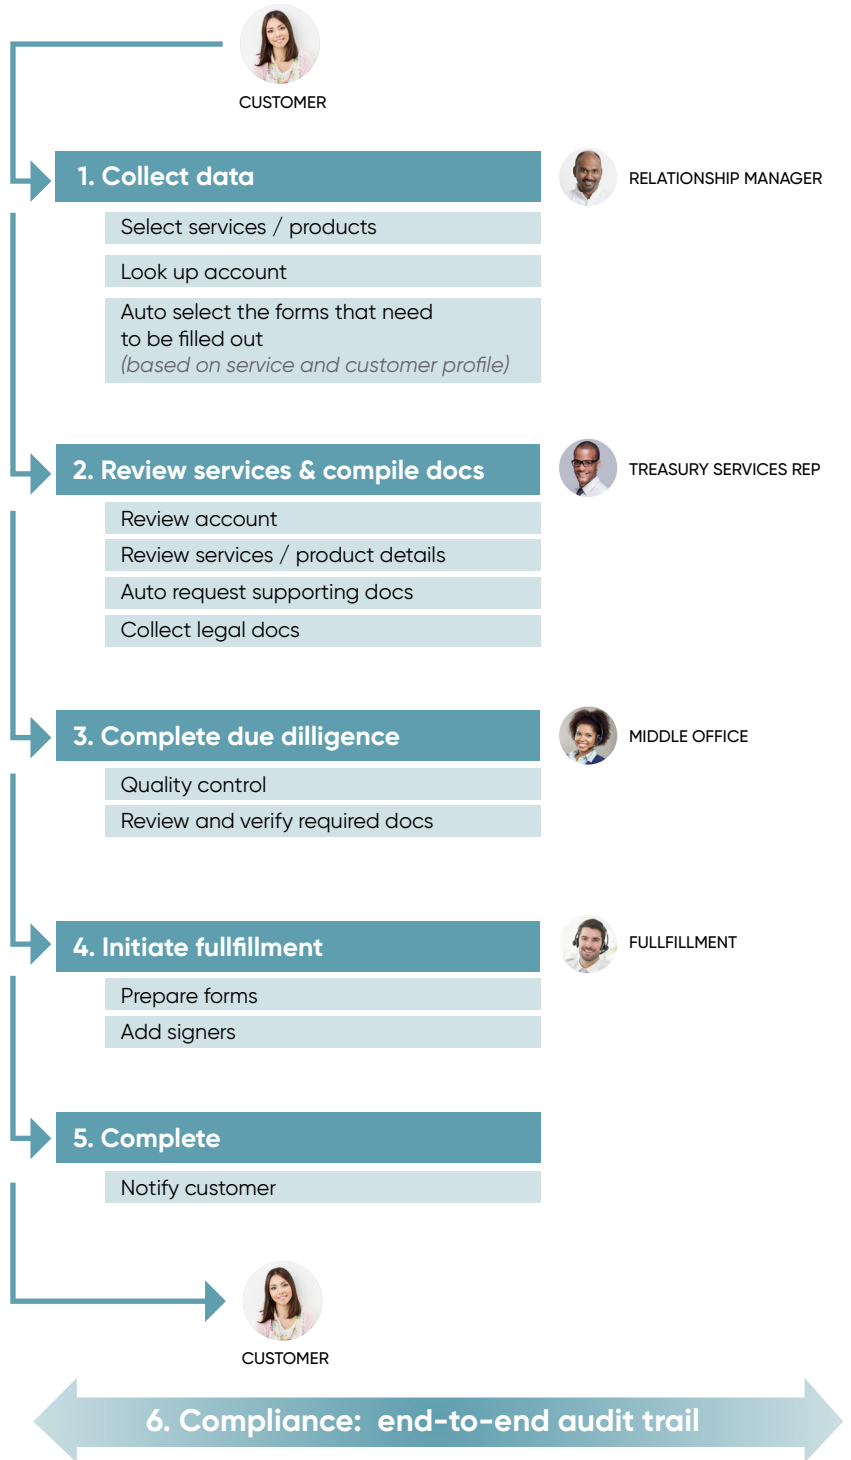 CUSTOMER
1. Collect data
RELATIONSHIP MANAGER
Select services / products
Look up account
Auto select the forms that need
to be filled out
(based on service and customer profile)
2. Review services & compile docs
TREASURY SERVICES REP
Review account
Review services / product details
Auto request supporting docs
Collect legal docs
3. Complete due dilligence
MIDDLE OFFICE
Quality control
Review and verify required docs
4. Initiate fullfillment
FULLFILLMENT
Prepare forms
Add signers
5. Complete
Notify customer
CUSTOMER
6. Compliance:  end-to-end audit trail